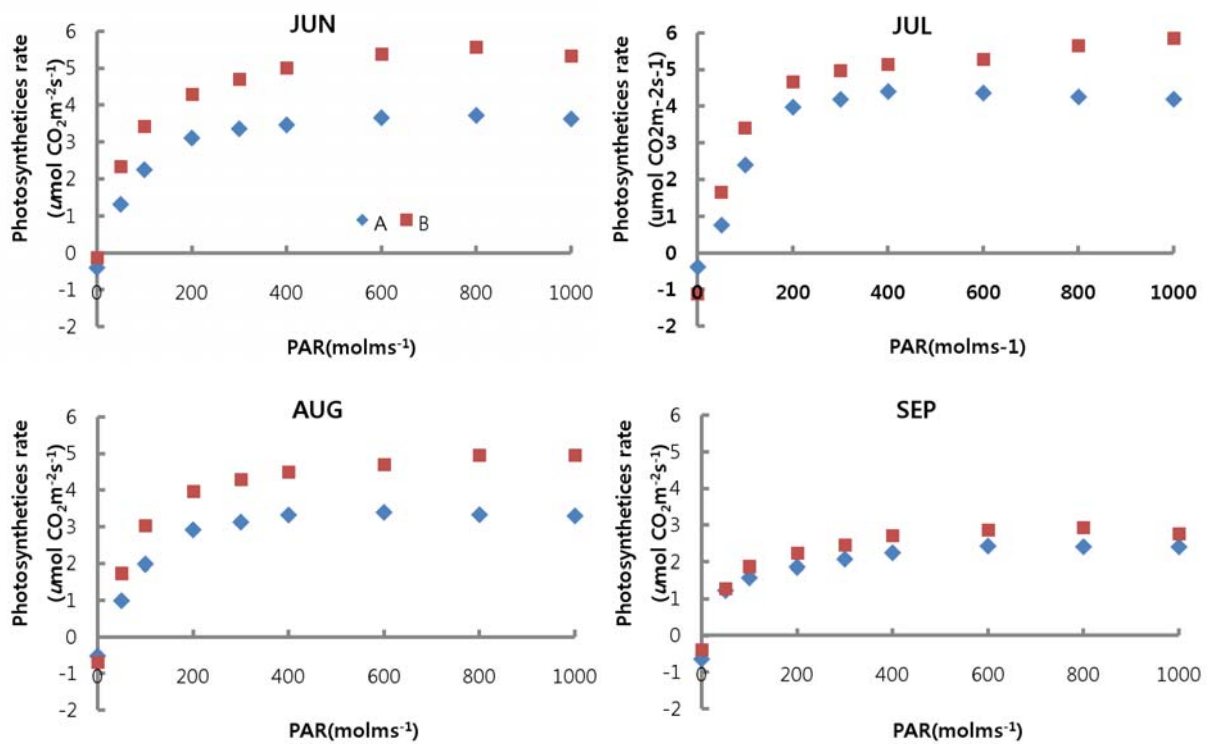 JUN
Photosynthetices rate
(umol CO₂m⁻²s⁻¹)
6
5
4
3
2
1
0
-1
-2
0 200 400 600 800 1000
A B
PAR(molms⁻¹)
JUL
Photosynthetices rate
(umol CO2m-2s-1)
6
5
4
3
2
1
0
-1
-2
0 200 400 600 800 1000
PAR(molms-1)
AUG
Photosynthetices rate
(umol CO₂m⁻²s⁻¹)
6
5
4
3
2
1
0
-1
-2
0 200 400 600 800 1000
PAR(molms⁻¹)
SEP
Photosynthetices rate
(umol CO₂m⁻²s⁻¹)
6
5
4
3
2
1
0
-1
-2
0 200 400 600 800 1000
PAR(molms⁻¹)